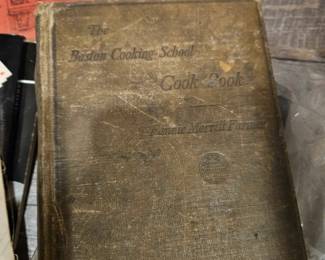 The
Boston Cooking-School
Cook Book
Fannie Merritt Farmer